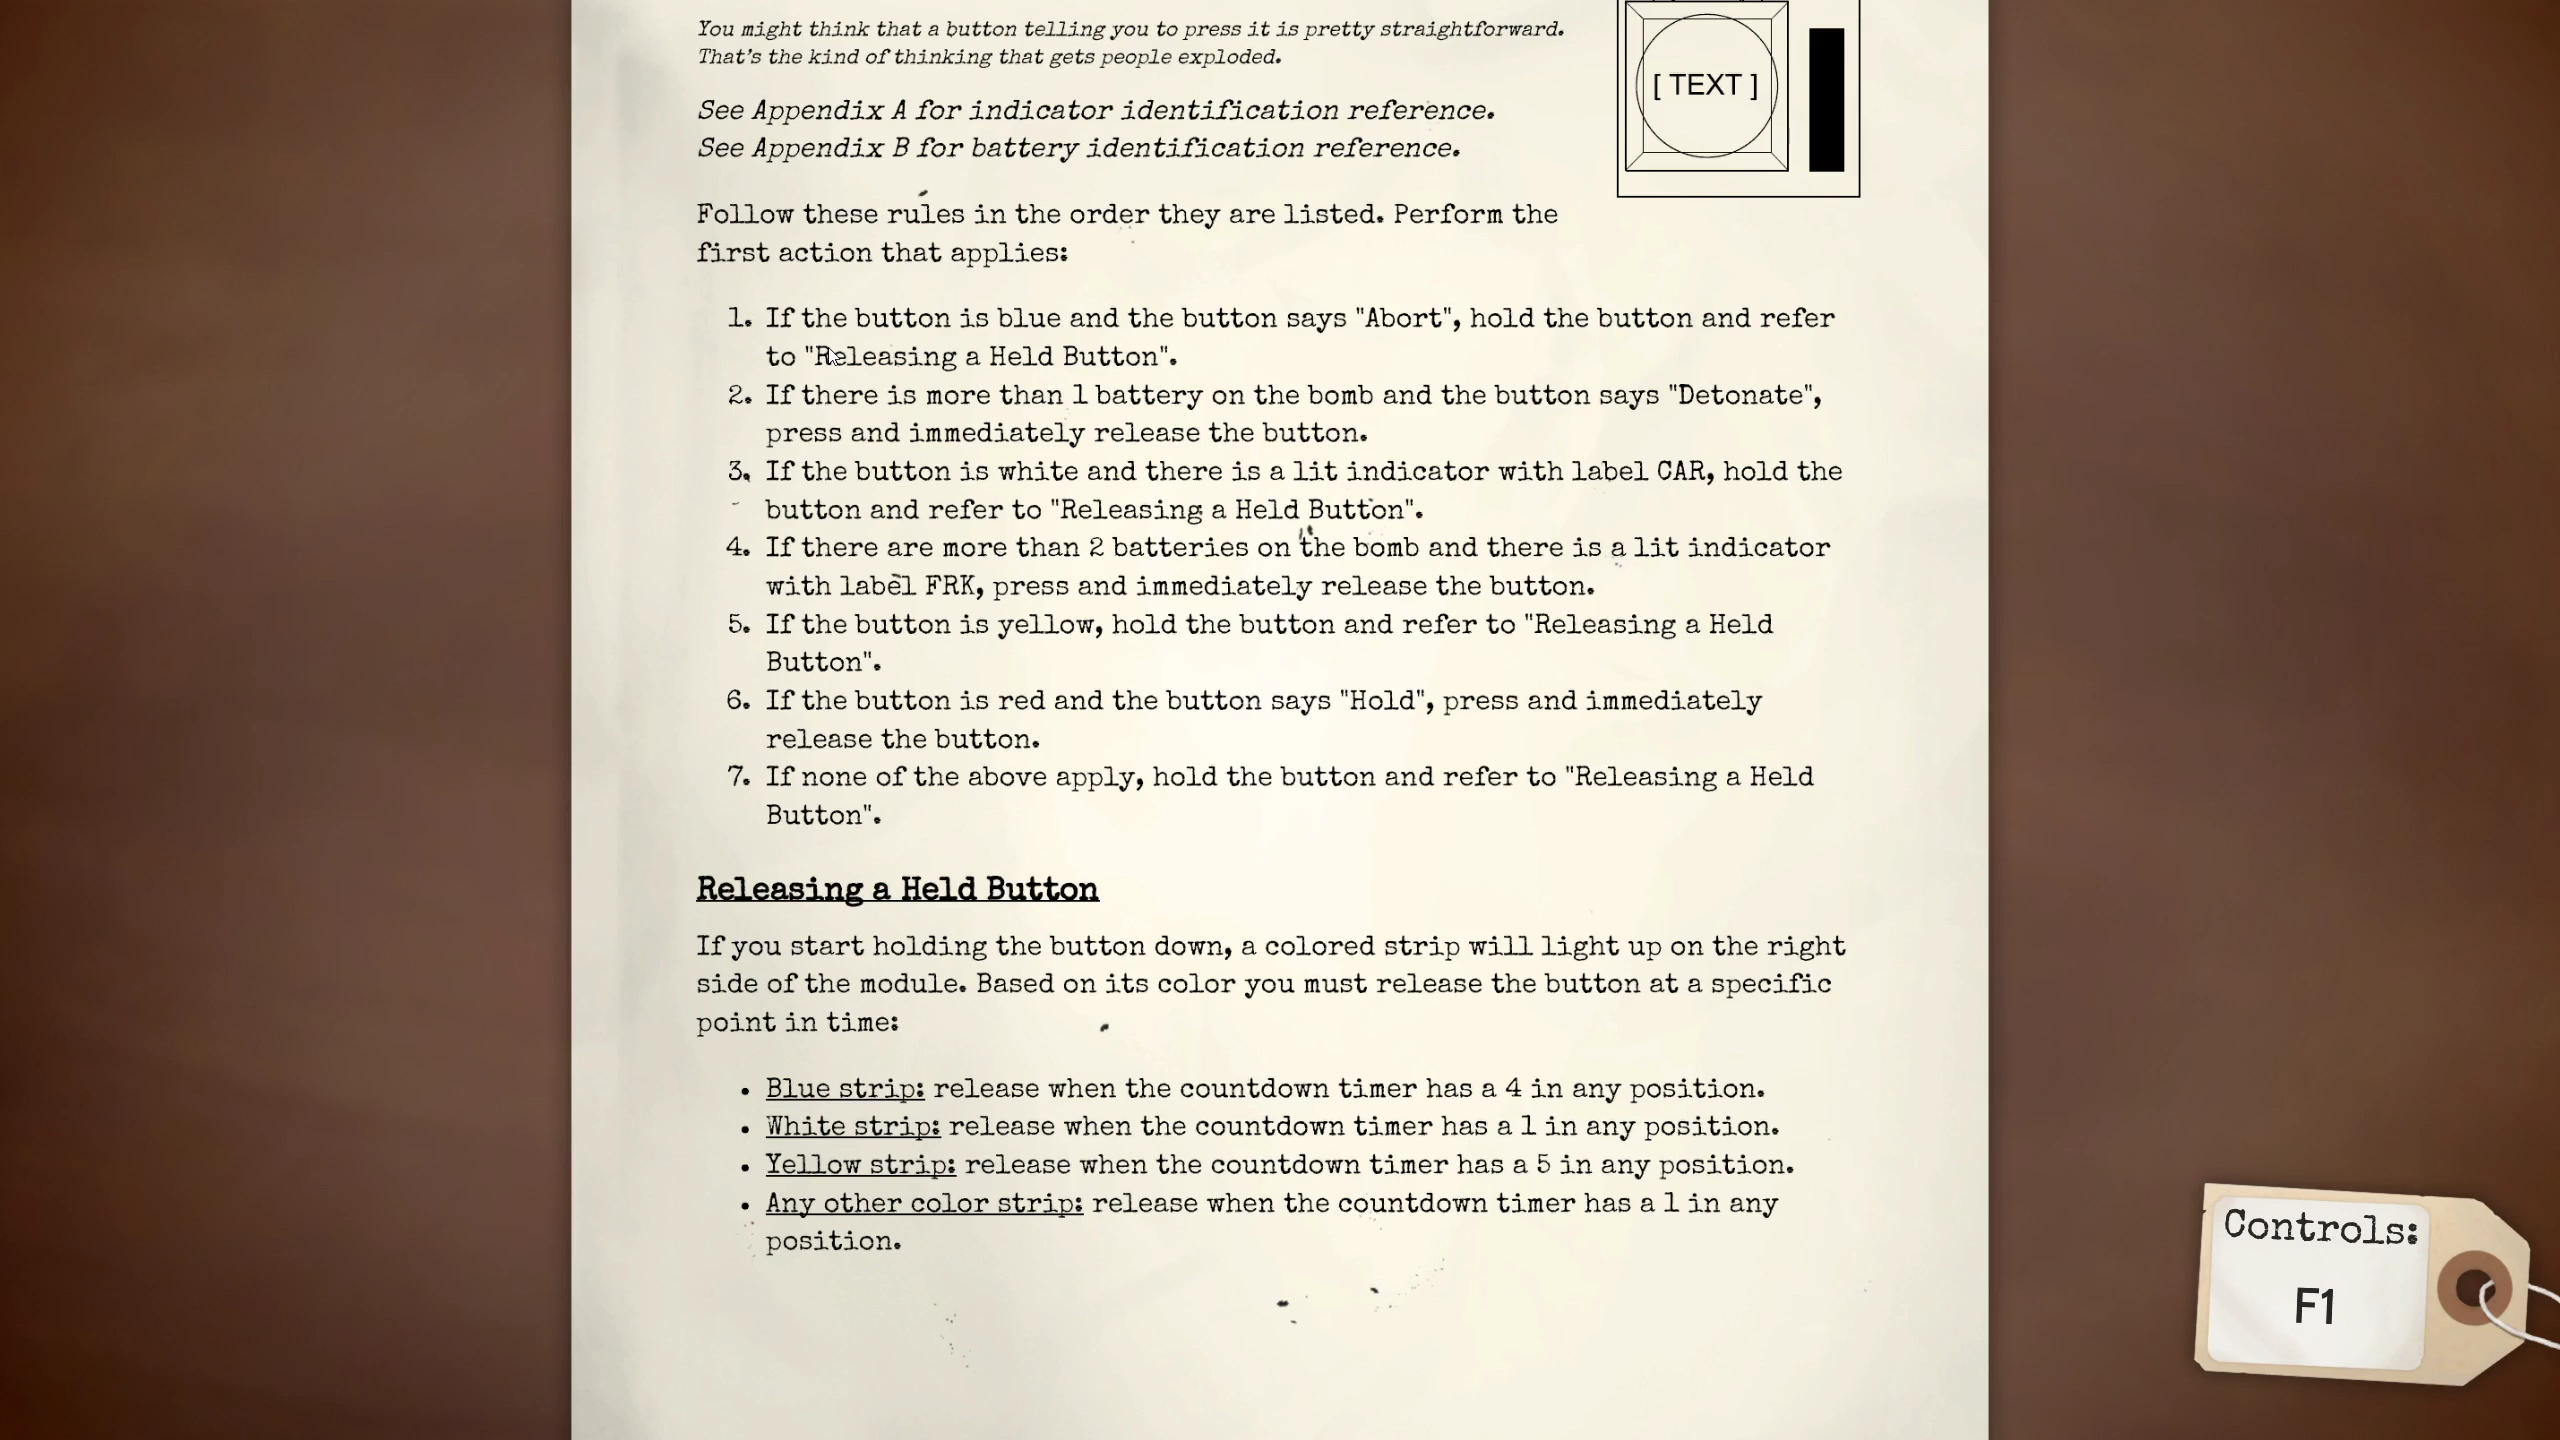 You might think that a button telling you to press it is pretty straightforward.
That's the kind of thinking that gets people exploded.
See Appendix A for indicator identification reference.
See Appendix B for battery identification reference.
[ TEXT ]
Follow these rules in the order they are listed. Perform the
first action that applies:
1. If the button is blue and the button says "Abort", hold the button and refer
to "Releasing a Held Button".
2. If there is more than 1 battery on the bomb and the button says "Detonate",
press and immediately release the button.
3. If the button is white and there is a lit indicator with label CAR, hold the
button and refer to "Releasing a Held Button".
4. If there are more than 2 batteries on the bomb and there is a lit indicator
with label FRK, press and immediately release the button.
5. If the button is yellow, hold the button and refer to "Releasing a Held
Button".
6. If the button is red and the button says "Hold", press and immediately
release the button.
7. If none of the above apply, hold the button and refer to "Releasing a Held
Button".
Releasing a Held Button
If you start holding the button down, a colored strip will light up on the right
side of the module. Based on its color you must release the button at a specific
point in time:
• Blue strip: release when the countdown timer has a 4 in any position.
• White strip: release when the countdown timer has a 1 in any position.
• Yellow strip: release when the countdown timer has a 5 in any position.
• Any other color strip: release when the countdown timer has a 1 in any
position.
Controls:
F1